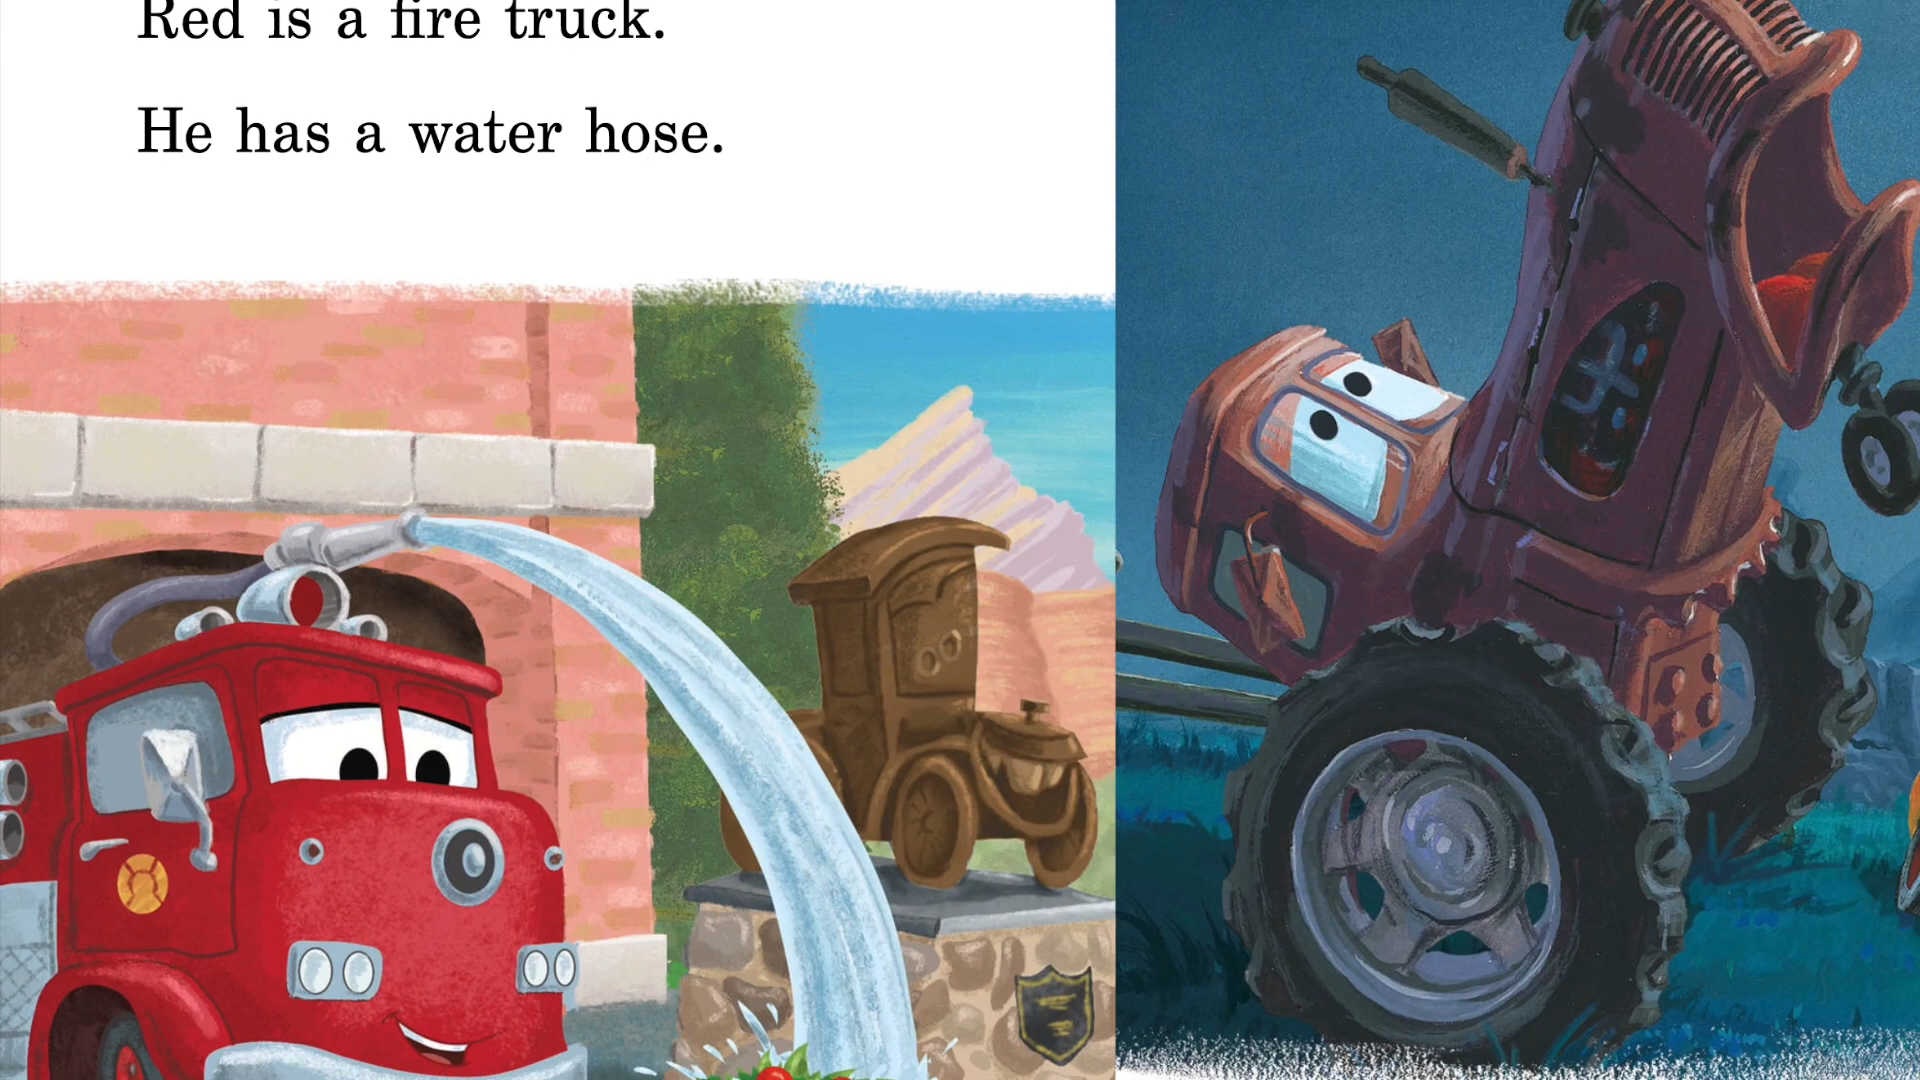 Red is a fire truck.
He has a water hose.